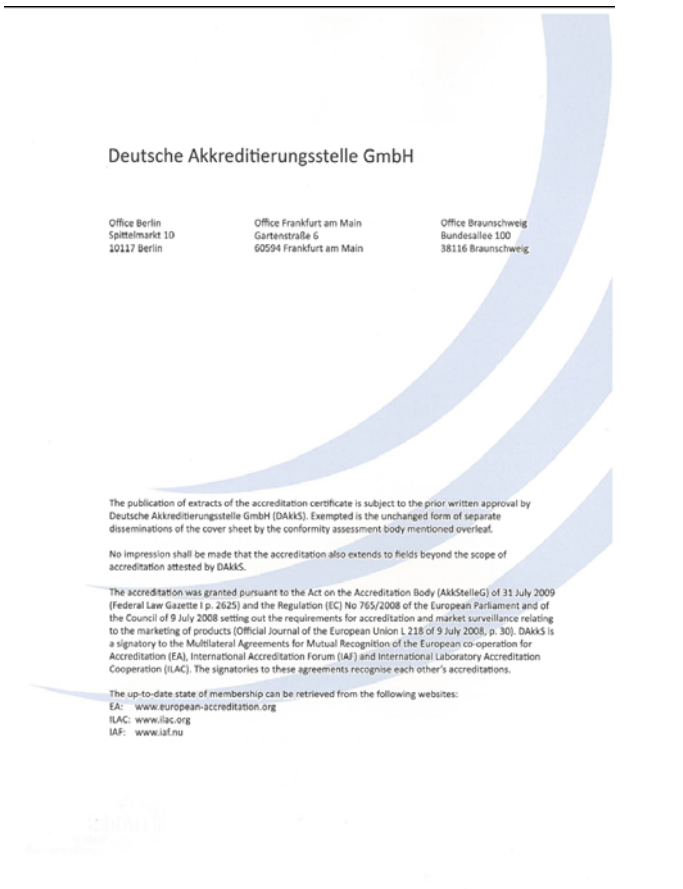 Deutsche Akkreditierungsstelle GmbH
Office Berlin
Spittelmarkt 10
10117 Berlin
Office Frankfurt am Main
Gartenstraße 6
60594 Frankfurt am Main
Office Braunschweig
Bundesallee 100
38116 Braunschweig
The publication of extracts of the accreditation certificate is subject to the prior written approval by
Deutsche Akkreditierungsstelle GmbH (DAkkS). Exempted is the unchanged form of separate
disseminations of the cover sheet by the conformity assessment body mentioned overleaf.
No impression shall be made that the accreditation also extends to fields beyond the scope of
accreditation attested by DAkkS.
The accreditation was granted pursuant to the Act on the Accreditation Body (AkkStelleG) of 31 July 2009
(Federal Law Gazette I p. 2625) and the Regulation (EC) No 765/2008 of the European Parliament and of
the Council of 9 July 2008 setting out the requirements for accreditation and market surveillance relating
to the marketing of products (Official Journal of the European Union L 218 of 9 July 2008, p. 30). DAkkS is
a signatory to the Multilateral Agreements for Mutual Recognition of the European co-operation for
Accreditation (EA), International Accreditation Forum (IAF) and International Laboratory Accreditation
Cooperation (ILAC). The signatories to these agreements recognise each other's accreditations.
The up-to-date state of membership can be retrieved from the following websites:
EA: www.european-accreditation.org
ILAC: www.ilac.org
IAF: www.iaf.nu